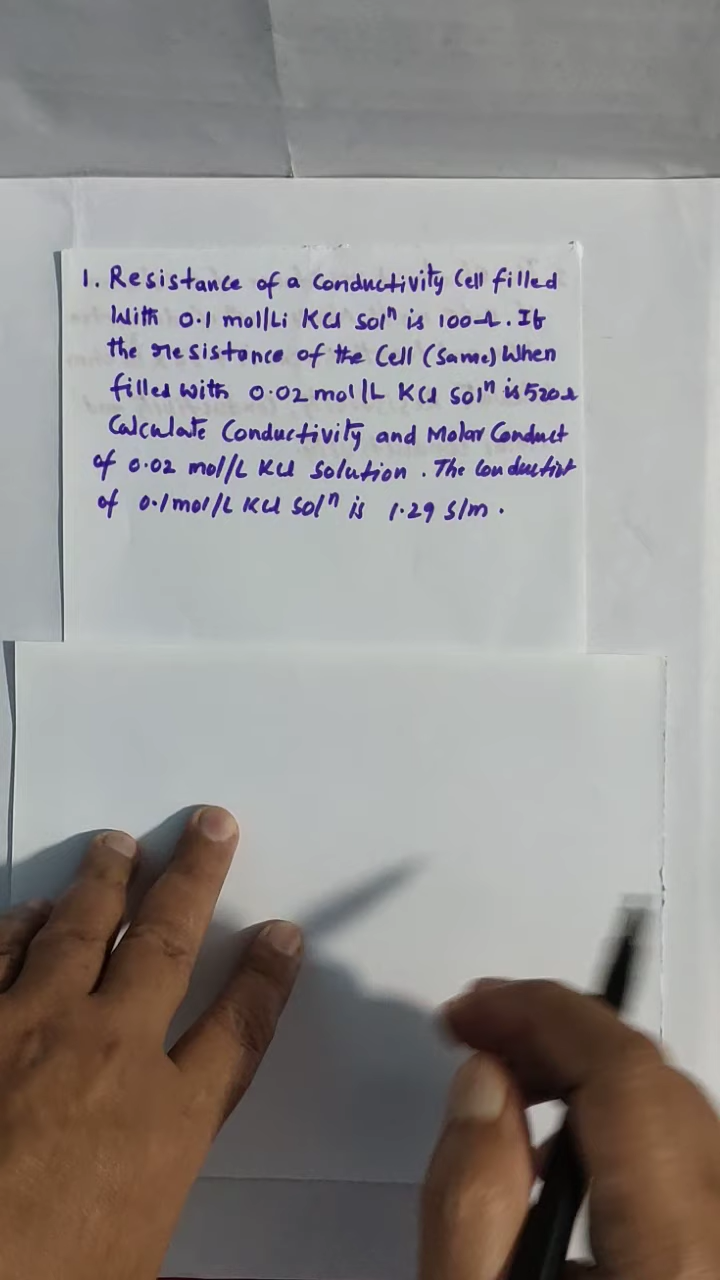 1. Resistance of a Conductivity Cell filled
With 0.1 mol/Li KCl Solⁿ is 100Ω. If
the resistance of the Cell (Same) When
filled with 0.02 mol/L KCl Solⁿ is 520Ω
Calculate Conductivity and Molar Conduct
of 0.02 mol/L KCl Solution. The Conductivt
of 0.1 mol/L KCl Solⁿ is 1.29 S/m.